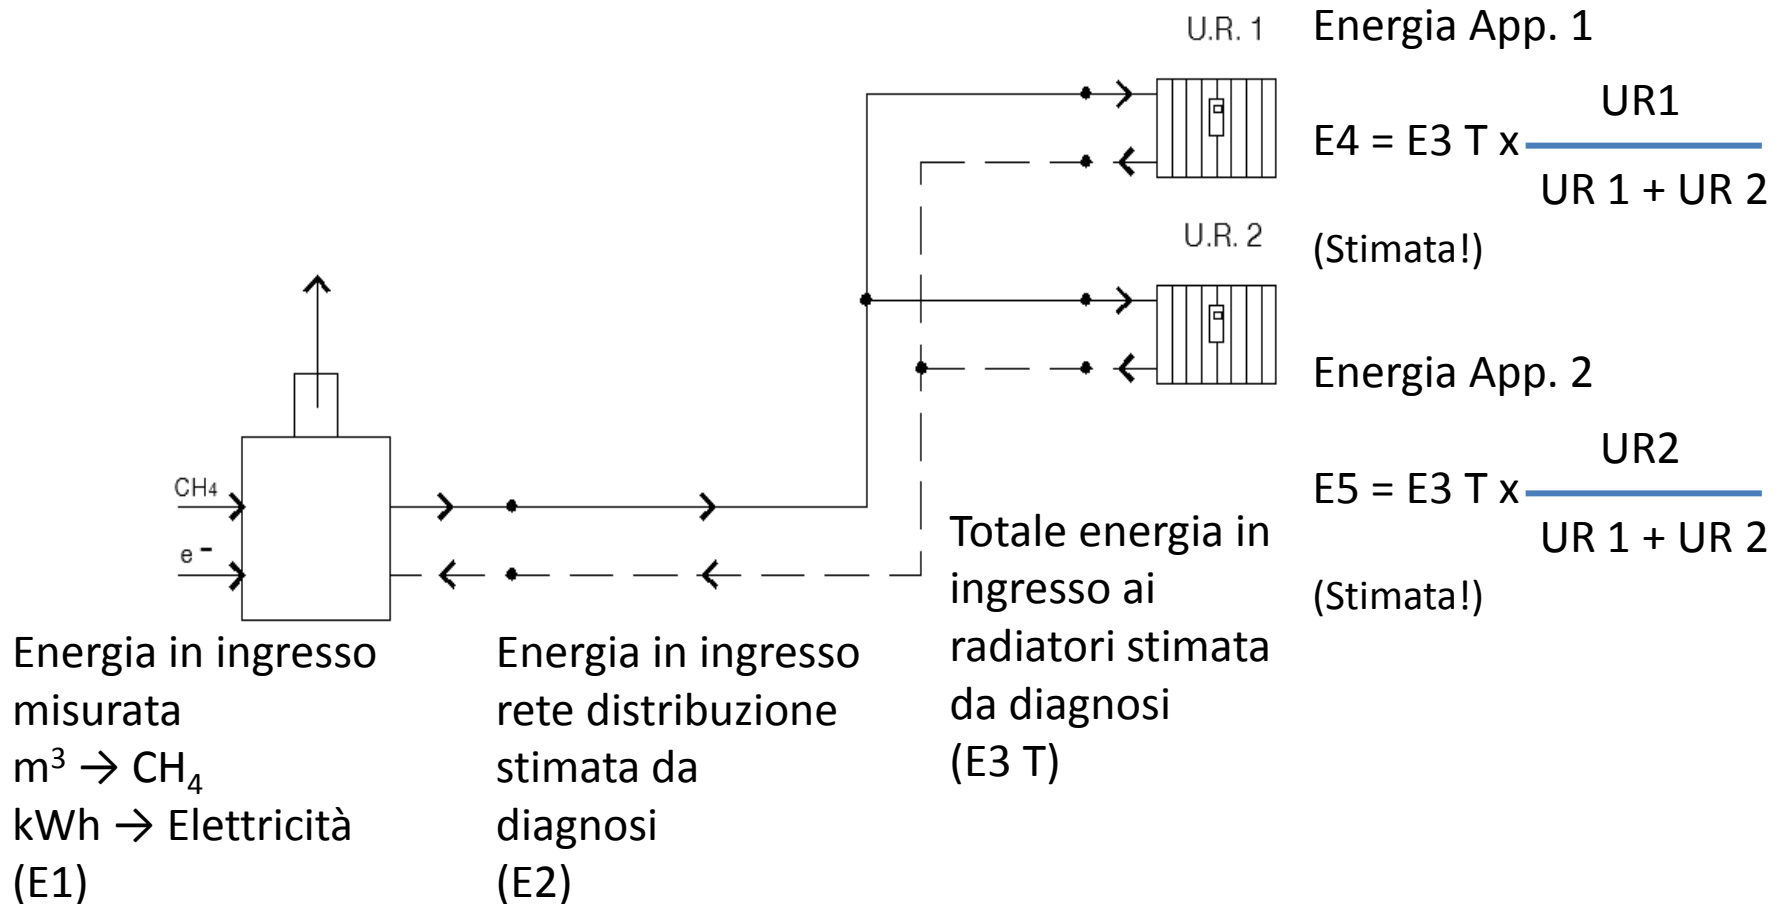 U.R. 1
Energia App. 1
UR1
E4 = E3 T x
UR 1 + UR 2
(Stimata!)
U.R. 2
Energia App. 2
UR2
E5 = E3 T x
UR 1 + UR 2
(Stimata!)
CH₄
e⁻
Energia in ingresso
misurata
m³ → CH₄
kWh → Elettricità
(E1)
Energia in ingresso
rete distribuzione
stimata da
diagnosi
(E2)
Totale energia in
ingresso ai
radiatori stimata
da diagnosi
(E3 T)